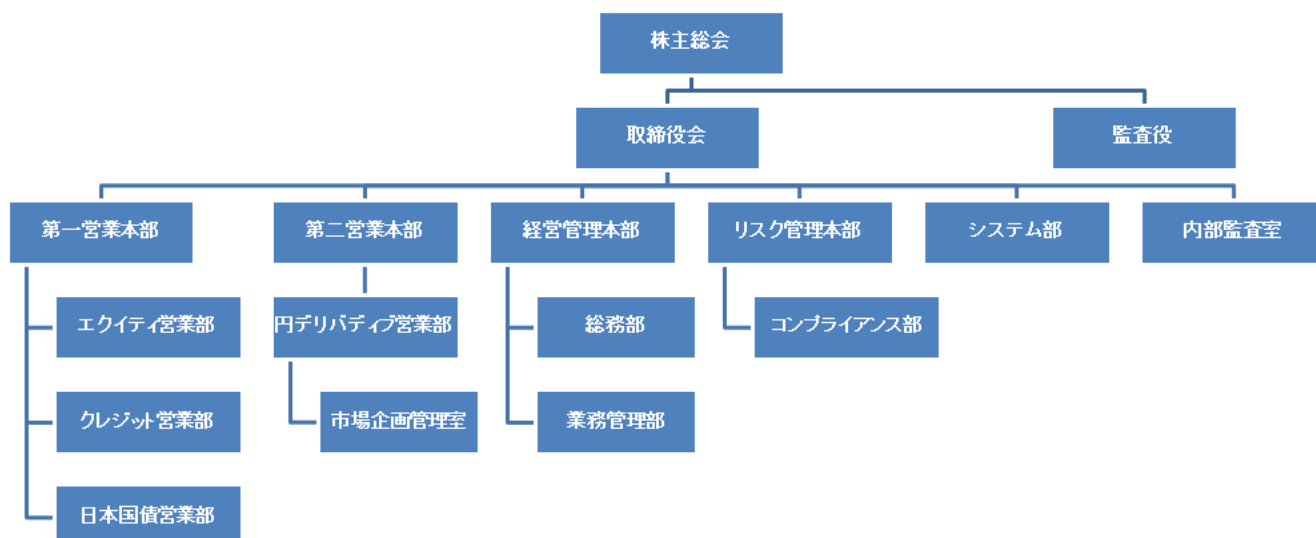 株主総会
取締役会
監査役
第一営業本部
第二営業本部
経営管理本部
リスク管理本部
システム部
内部監査室
エクイティ営業部
円デリバティブ営業部
総務部
コンプライアンス部
クレジット営業部
市場企画管理室
業務管理部
日本国債営業部